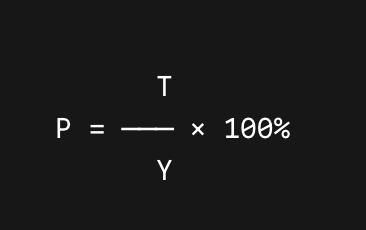 T
P = ─── × 100%
Y